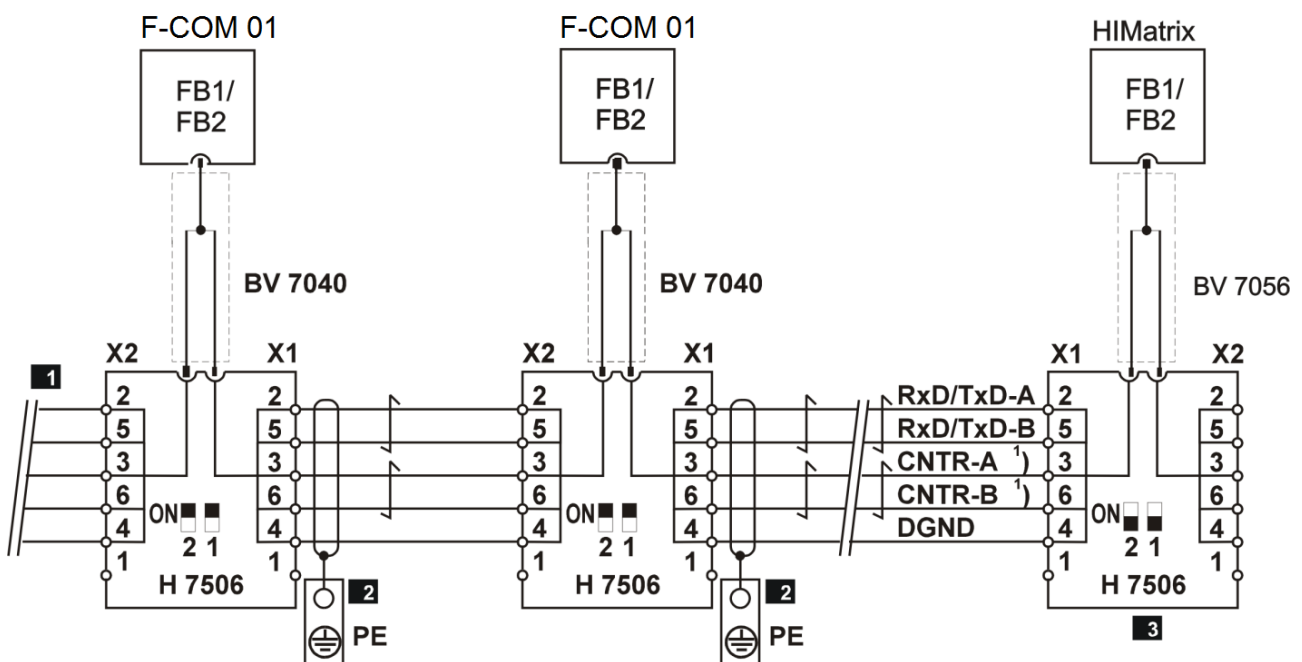 F-COM 01
F-COM 01
HIMatrix
FB1/
FB2
FB1/
FB2
FB1/
FB2
BV 7040
BV 7040
BV 7056
X2
X1
X2
X1
X1
X2
1
2
5
3
6
4
1
2
5
3
6
4
1
ON
2 1
H 7506
2
PE
2
5
3
6
4
1
2
5
3
6
4
1
ON
2 1
H 7506
2
PE
RxD/TxD-A
RxD/TxD-B
CNTR-A ¹)
CNTR-B ¹)
DGND
2
5
3
6
4
1
2
5
3
6
4
1
ON
2 1
H 7506
3